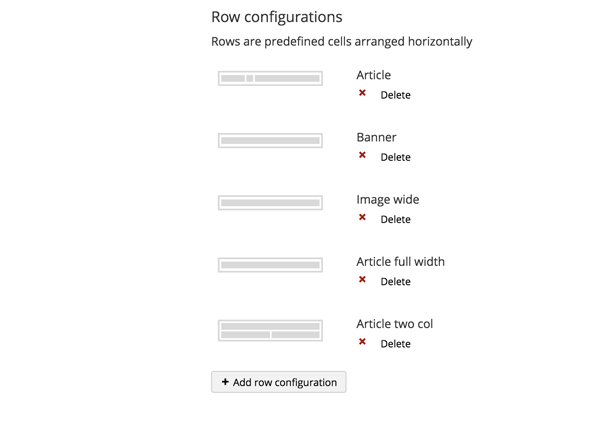 Row configurations
Rows are predefined cells arranged horizontally
Article
Delete
Banner
Delete
Image wide
Delete
Article full width
Delete
Article two col
Delete
Add row configuration